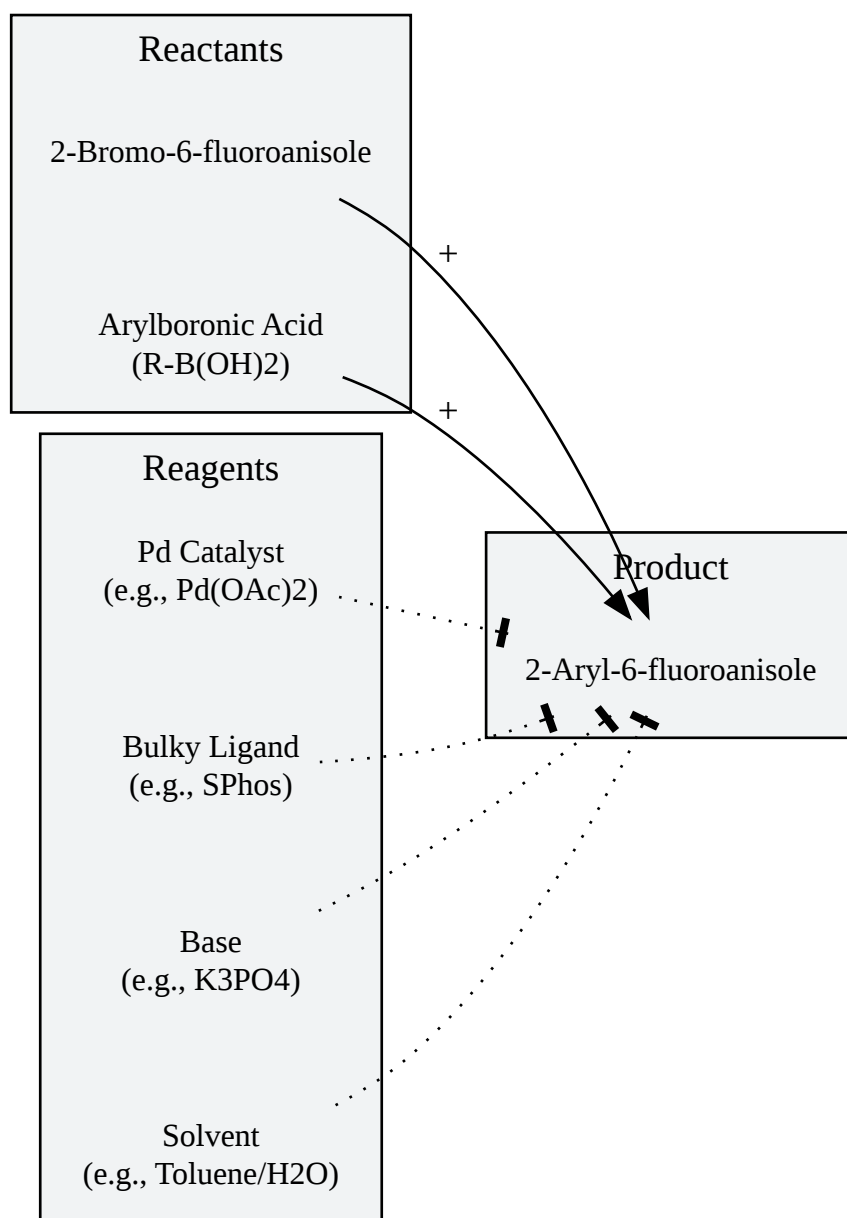 Reactants
2-Bromo-6-fluoroanisole
+
Arylboronic Acid
(R-B(OH)2)
+
Reagents
Pd Catalyst
(e.g., Pd(OAc)2)
Product
2-Aryl-6-fluoroanisole
Bulky Ligand
(e.g., SPhos)
Base
(e.g., K3PO4)
Solvent
(e.g., Toluene/H2O)